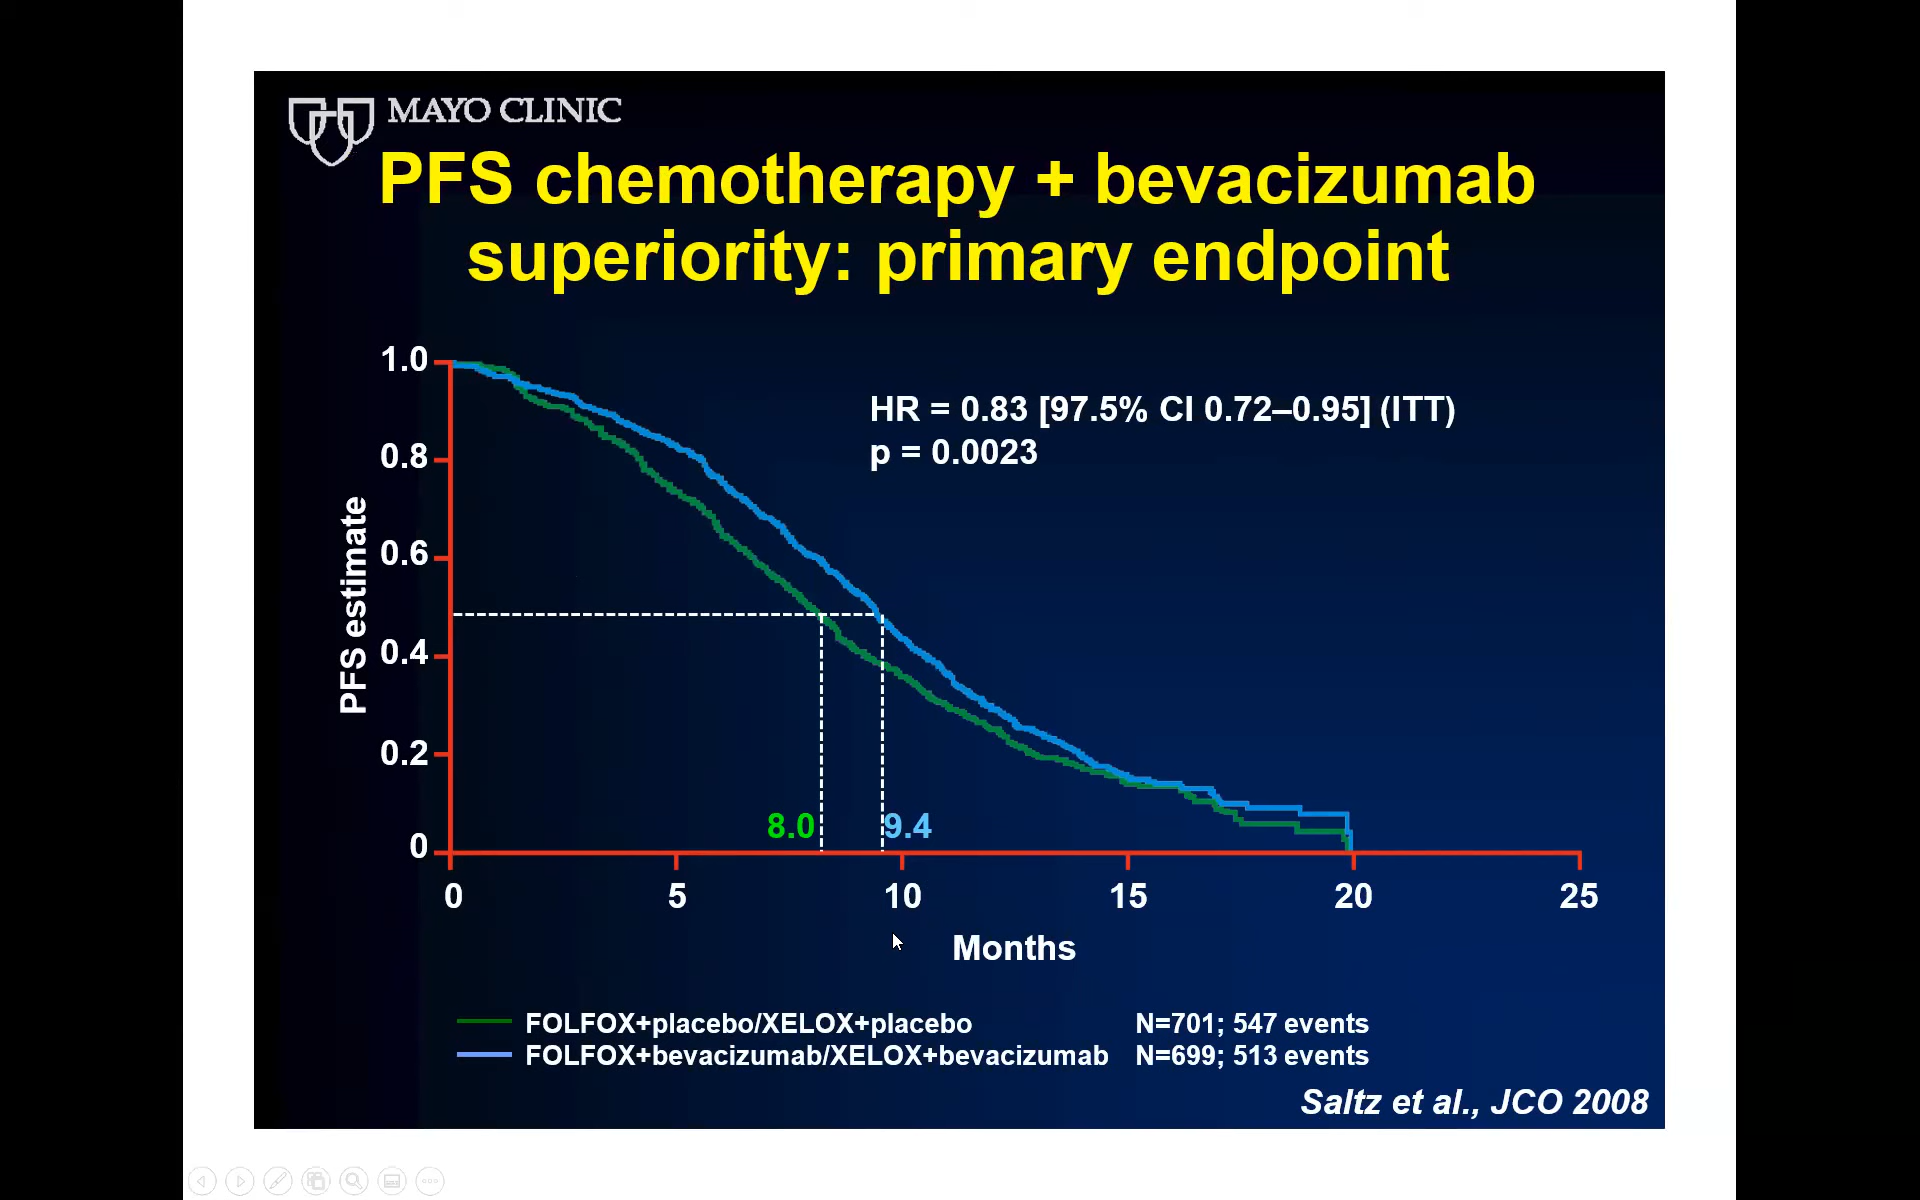 MAYO CLINIC
PFS chemotherapy + bevacizumab
superiority: primary endpoint
HR = 0.83 [97.5% CI 0.72–0.95] (ITT)
p = 0.0023
PFS estimate
1.0
0.8
0.6
0.4
0.2
0
8.0
9.4
0 5 10 15 20 25
Months
FOLFOX+placebo/XELOX+placebo N=701; 547 events
FOLFOX+bevacizumab/XELOX+bevacizumab N=699; 513 events
Saltz et al., JCO 2008